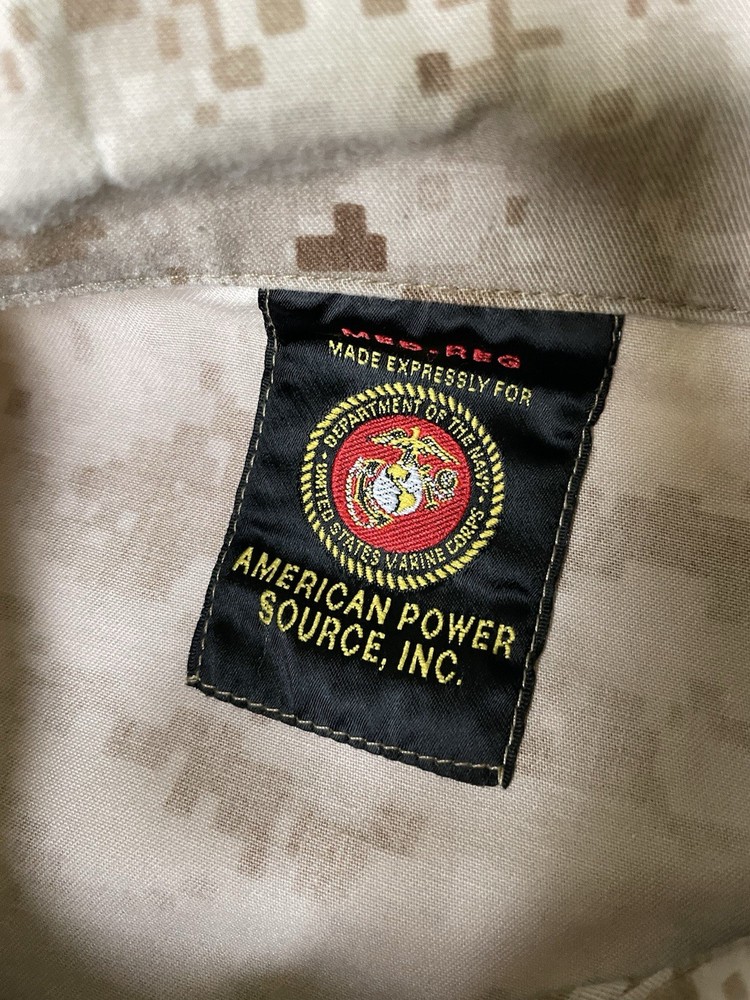 MED-REG
MADE EXPRESSLY FOR
DEPARTMENT OF THE NAVY
UNITED STATES MARINE CORPS
AMERICAN POWER
SOURCE, INC.